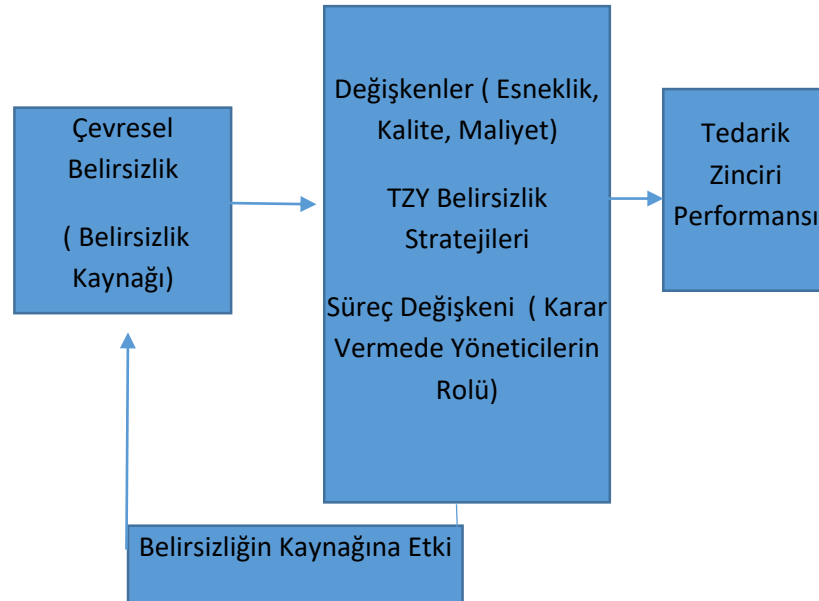 Çevresel
Belirsizlik
( Belirsizlik
Kaynağı)
Değişkenler ( Esneklik,
Kalite, Maliyet)
TZY Belirsizlik
Stratejileri
Süreç Değişkeni ( Karar
Vermede Yöneticilerin
Rolü)
Tedarik
Zinciri
Performansı
Belirsizliğin Kaynağına Etki